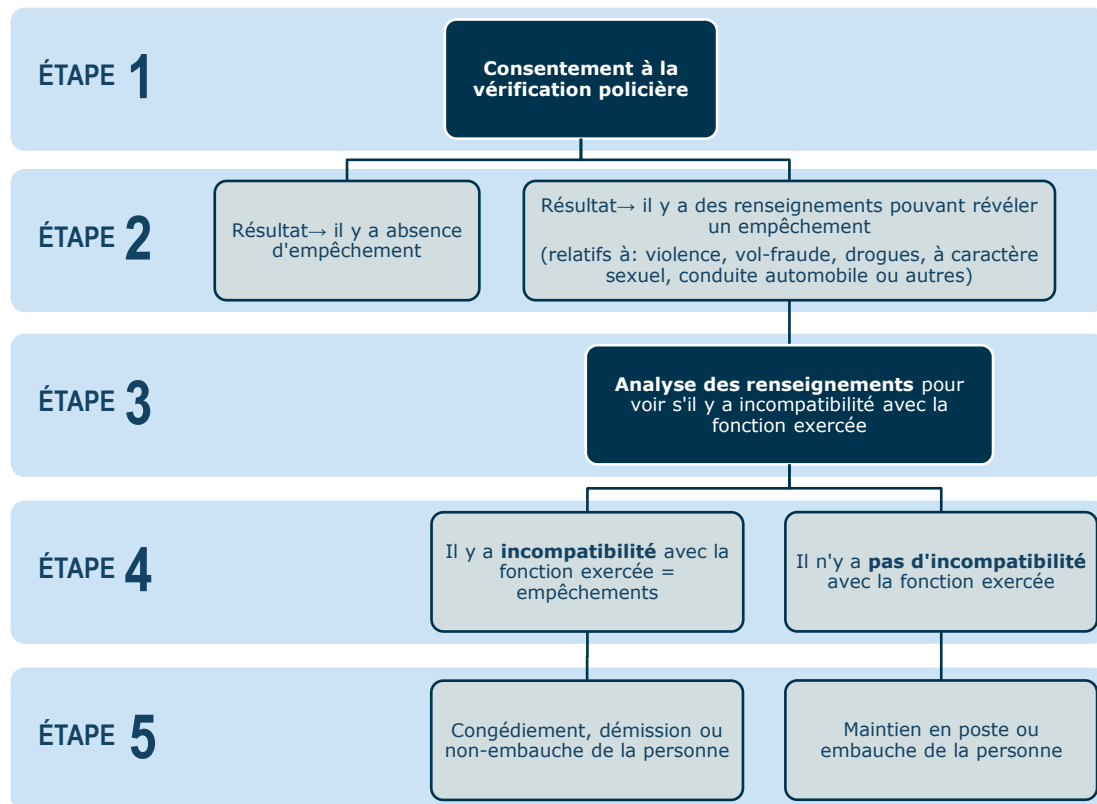 ÉTAPE 1
Consentement à la
vérification policière
ÉTAPE 2
Résultat→ il y a absence
d'empêchement
Résultat→ il y a des renseignements pouvant révéler
un empêchement
(relatifs à: violence, vol-fraude, drogues, à caractère
sexuel, conduite automobile ou autres)
ÉTAPE 3
Analyse des renseignements pour
voir s'il y a incompatibilité avec la
fonction exercée
ÉTAPE 4
Il y a incompatibilité avec la
fonction exercée =
empêchements
Il n'y a pas d'incompatibilité
avec la fonction exercée
ÉTAPE 5
Congédiement, démission ou
non-embauche de la personne
Maintien en poste ou
embauche de la personne